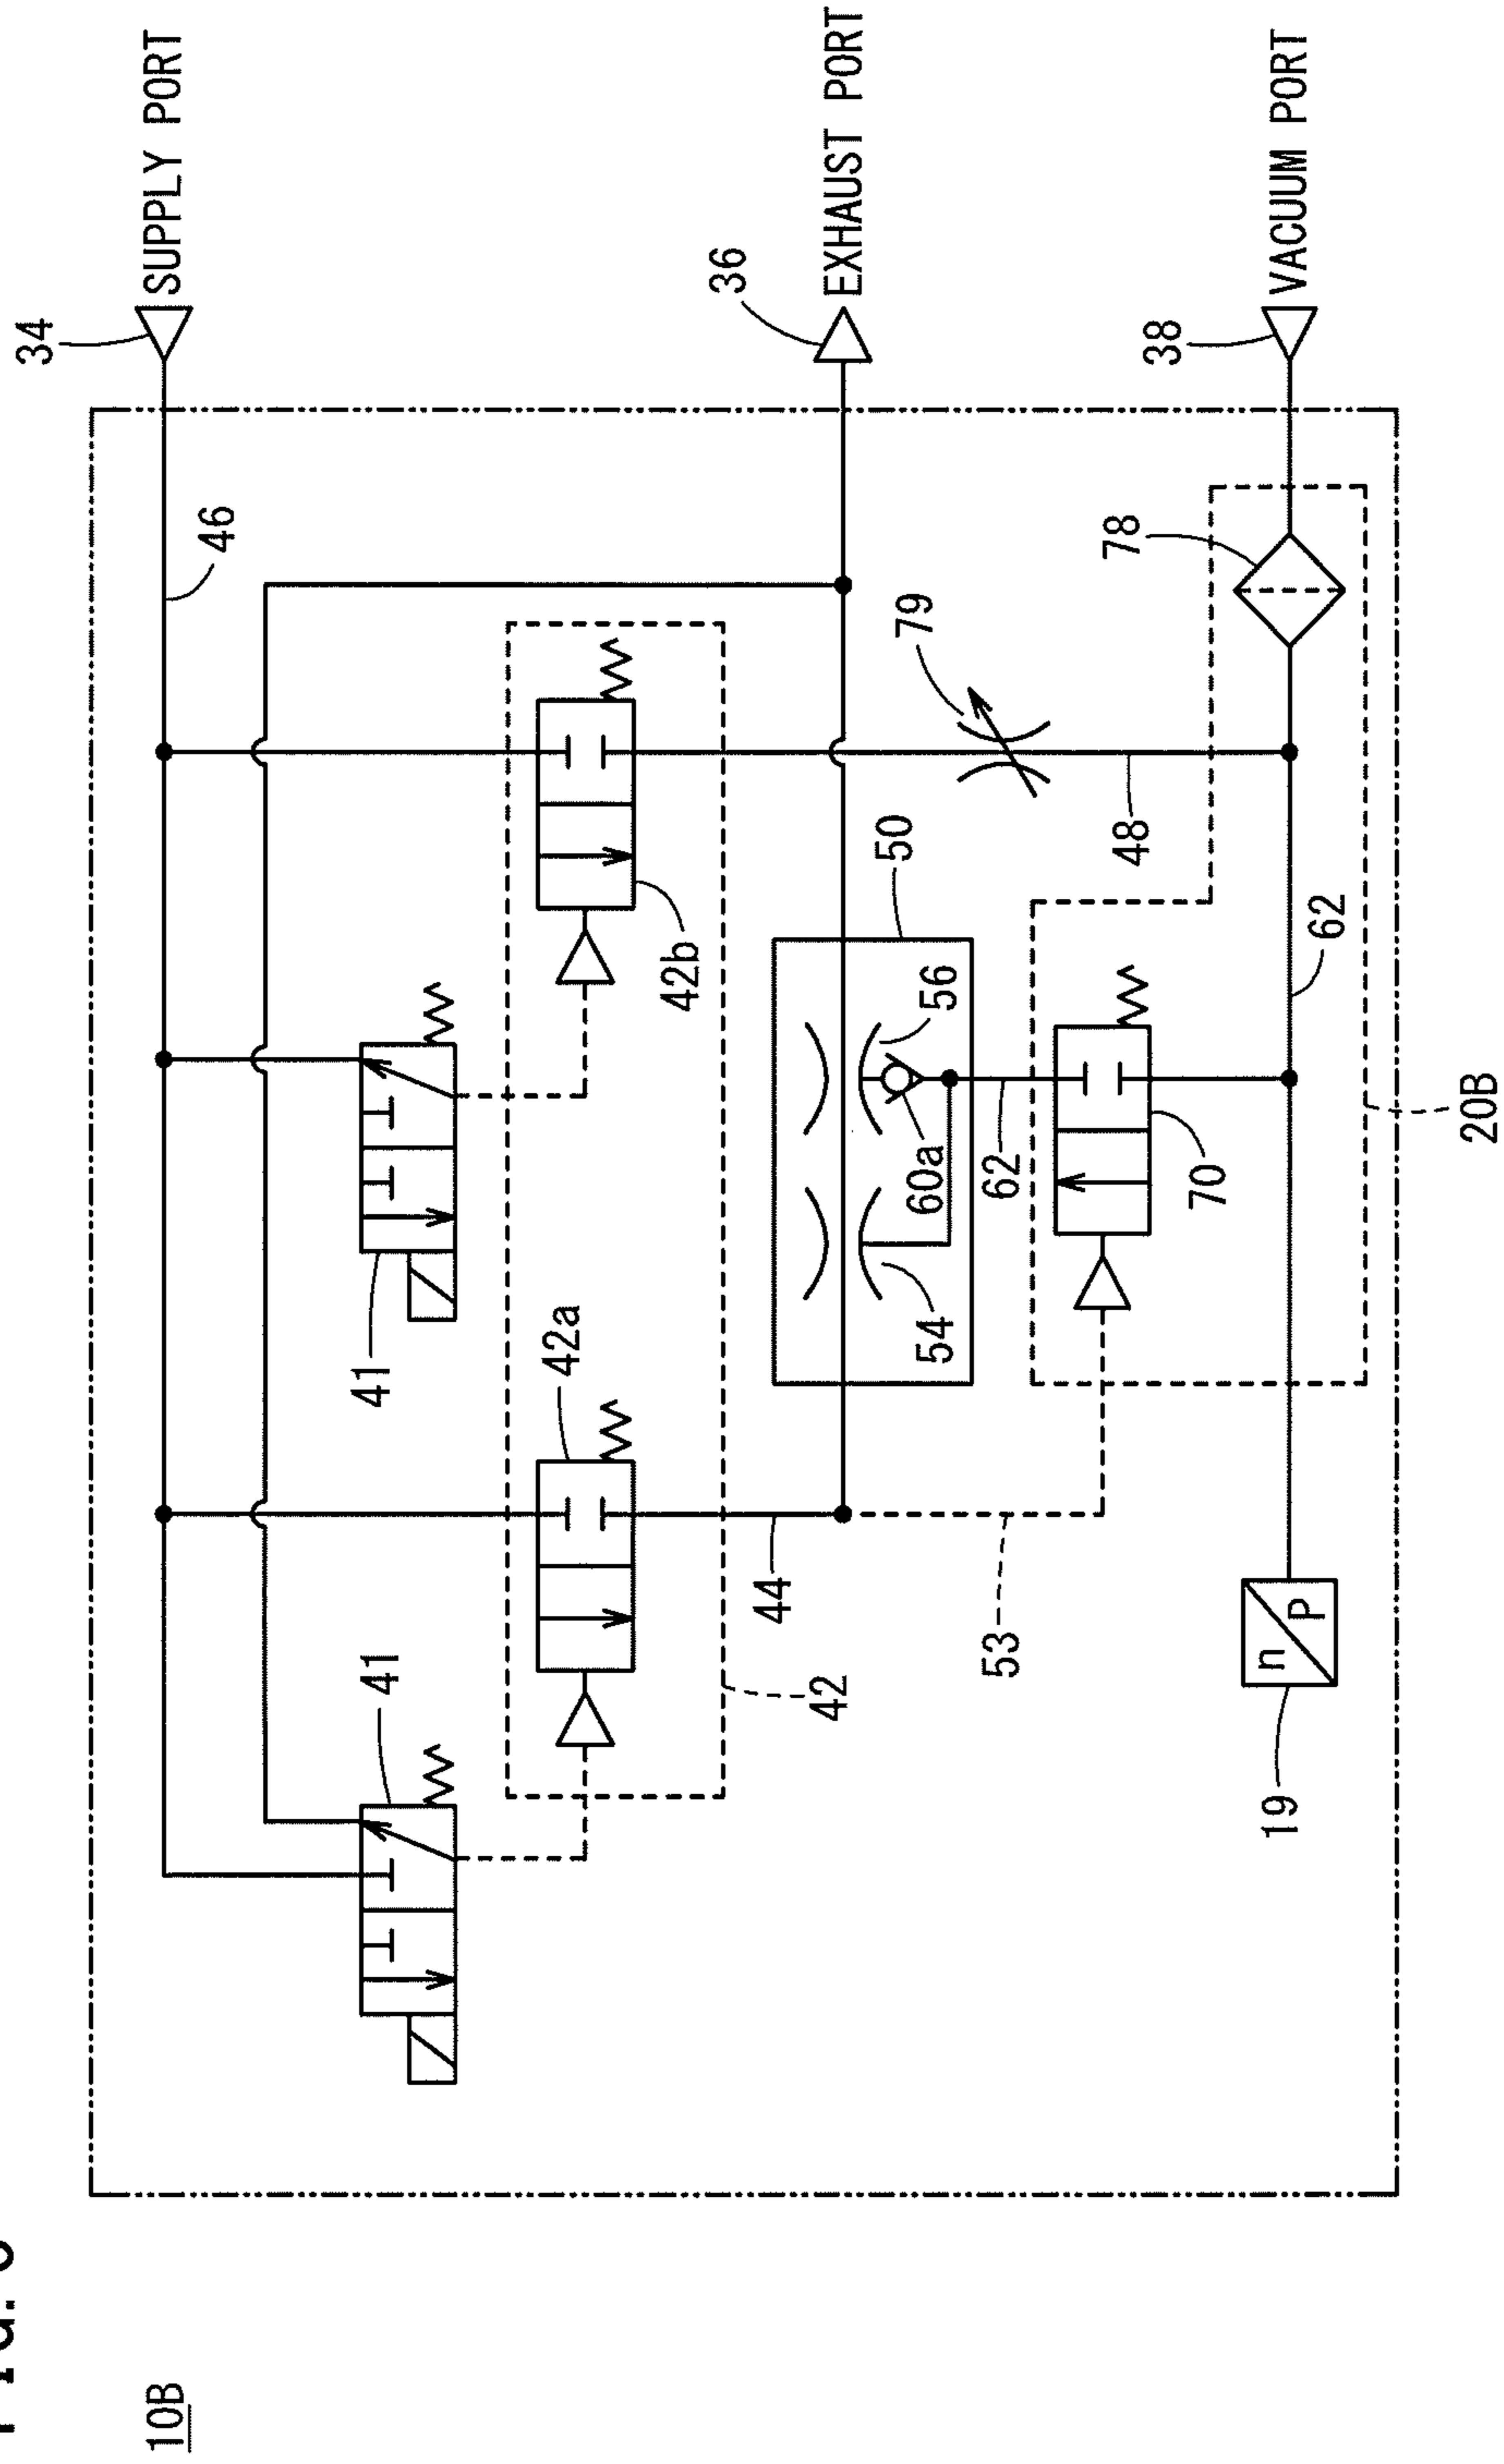 10B
34
SUPPLY PORT
46
41
41
42a
42b
42
36
EXHAUST PORT
44
50
79
54
56
60a
53
62
48
78
38
VACUUM PORT
70
62
19
n
P
20B